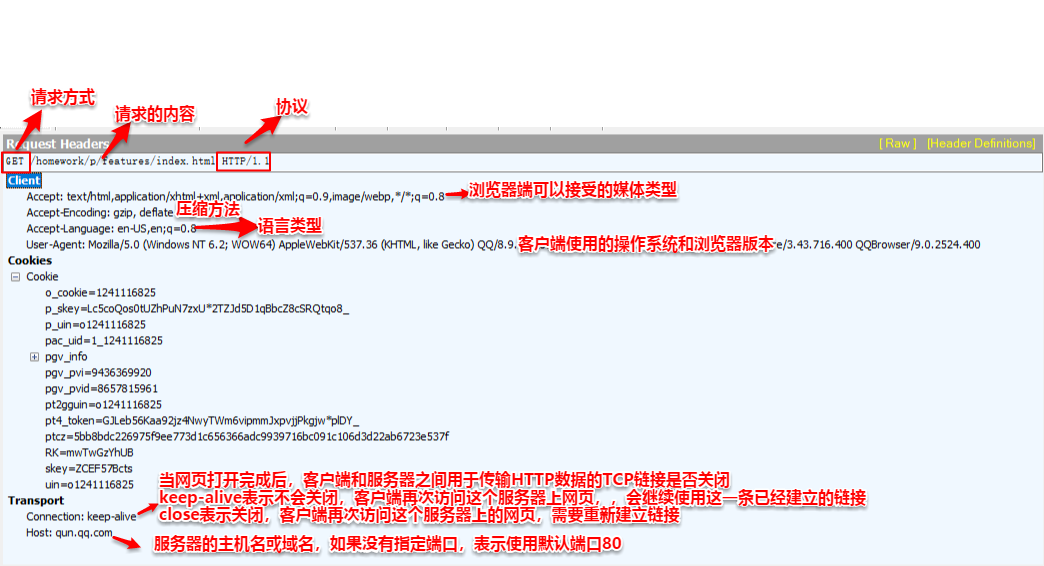 请求方式
请求的内容
协议
Request Headers
[ Raw ] [Header Definitions]
GET /homework/p/features/index.html HTTP/1.1
Client
Accept: text/html,application/xhtml+xml,application/xml;q=0.9,image/webp,*/*;q=0.8
浏览器端可以接受的媒体类型
Accept-Encoding: gzip, deflate
压缩方法
Accept-Language: en-US,en;q=0.8
语言类型
User-Agent: Mozilla/5.0 (Windows NT 6.2; WOW64) AppleWebKit/537.36 (KHTML, like Gecko) QQ/8.9.
客户端使用的操作系统和浏览器版本
/3.43.716.400 QQBrowser/9.0.2524.400
Cookies
Cookie
o_cookie=1241116825
p_skey=Lc5coQos0tUZhPuN7zxU*2TZJd5D1qBbcZ8cSRQtqo8_
p_uin=o1241116825
pac_uid=1_1241116825
pgv_info
pgv_pvi=9436369920
pgv_pvid=8657815961
pt2gguin=o1241116825
pt4_token=GJLeb56Kaa92jz4NwyTWm6vipmmJxpvjjPkgjw*plDY_
ptcz=5bb8bdc226975f9ee773d1c656366adc9939716bc091c106d3d22ab6723e537f
RK=mwTwGzYhUB
skey=ZCEF57Bcts
uin=o1241116825
当网页打开完成后，客户端和服务器之间用于传输HTTP数据的TCP链接是否关闭
keep-alive表示不会关闭，客户端再次访问这个服务器上网页，，会继续使用这一条已经建立的链接
Transport
Connection: keep-alive
close表示关闭，客户端再次访问这个服务器上的网页，需要重新建立链接
Host: qun.qq.com
服务器的主机名或域名，如果没有指定端口，表示使用默认端口80